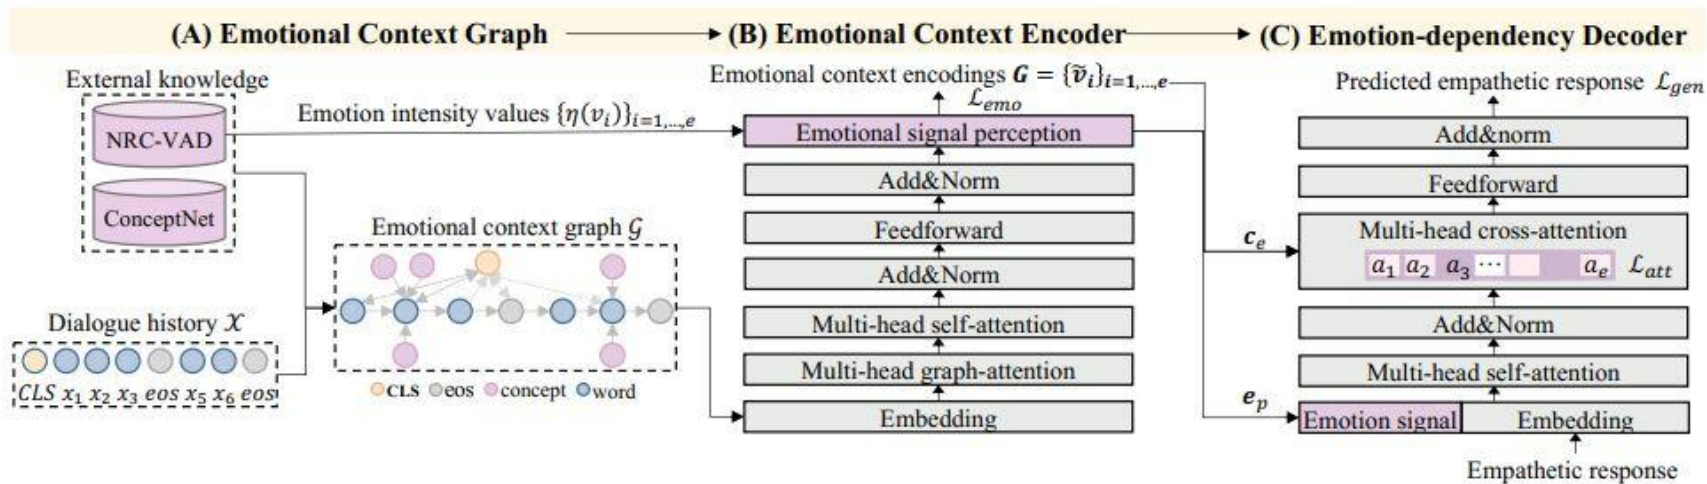 (A) Emotional Context Graph
(B) Emotional Context Encoder
(C) Emotion-dependency Decoder
External knowledge
NRC-VAD
ConceptNet
Dialogue history 𝒳
CLS x₁ x₂ x₃ eos x₅ x₆ eos
Emotion intensity values {η(vᵢ)}ᵢ₌₁,…,ₑ
Emotional context graph 𝒢
CLS eos concept word
Emotional context encodings G = {ṽᵢ}ᵢ₌₁,…,ₑ
ℒₑₘₒ
Emotional signal perception
Add&Norm
Feedforward
Add&Norm
Multi-head self-attention
Multi-head graph-attention
Embedding
cₑ
eₚ
Predicted empathetic response ℒ_gen
Add&norm
Feedforward
Multi-head cross-attention
a₁ a₂ a₃ ⋯ aₑ ℒₐₜₜ
Add&Norm
Multi-head self-attention
Emotion signal Embedding
Empathetic response